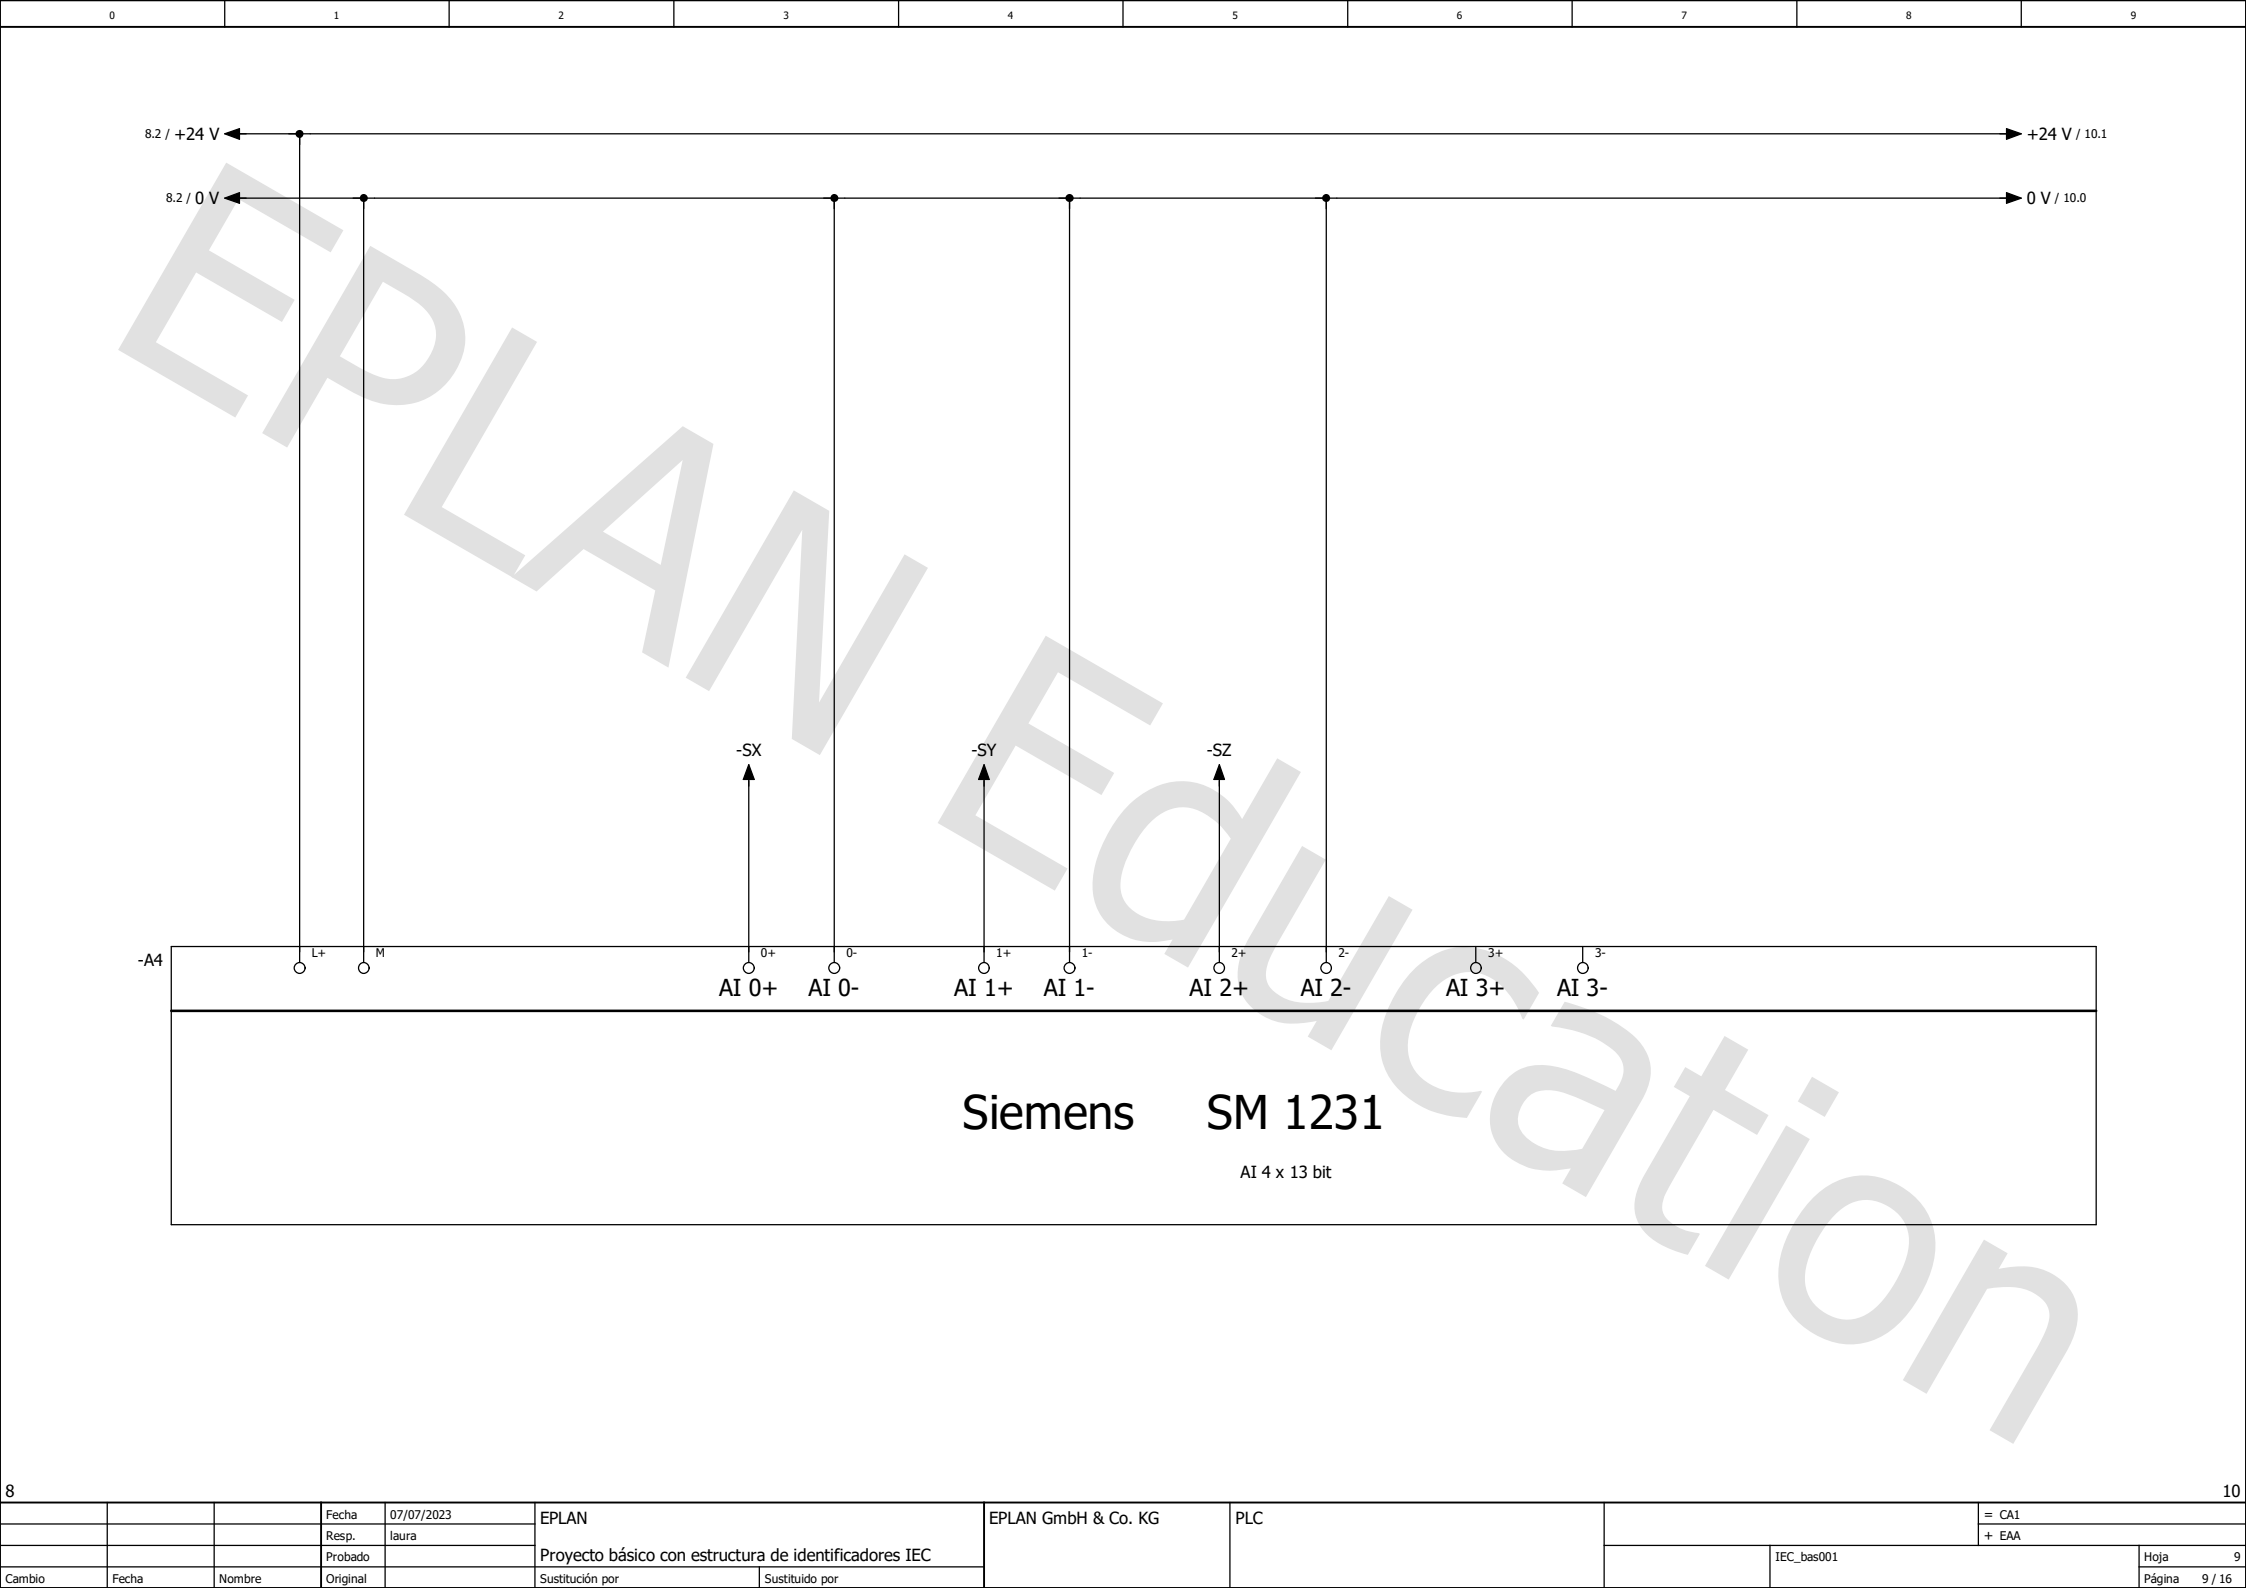 0 1 2 3 4 5 6 7 8 9
8.2 / +24 V +24 V / 10.1
8.2 / 0 V 0 V / 10.0
EPLAN Education
-SX -SY -SZ
-A4 L+ M 0+ 0- 1+ 1- 2+ 2- 3+ 3-
AI 0+ AI 0- AI 1+ AI 1- AI 2+ AI 2- AI 3+ AI 3-
Siemens SM 1231
AI 4 x 13 bit
8 10
Fecha 07/07/2023 EPLAN EPLAN GmbH & Co. KG PLC = CA1
Resp. laura + EAA
Probado Proyecto básico con estructura de identificadores IEC IEC_bas001 Hoja 9
Cambio Fecha Nombre Original Sustitución por Sustituido por Página 9 / 16